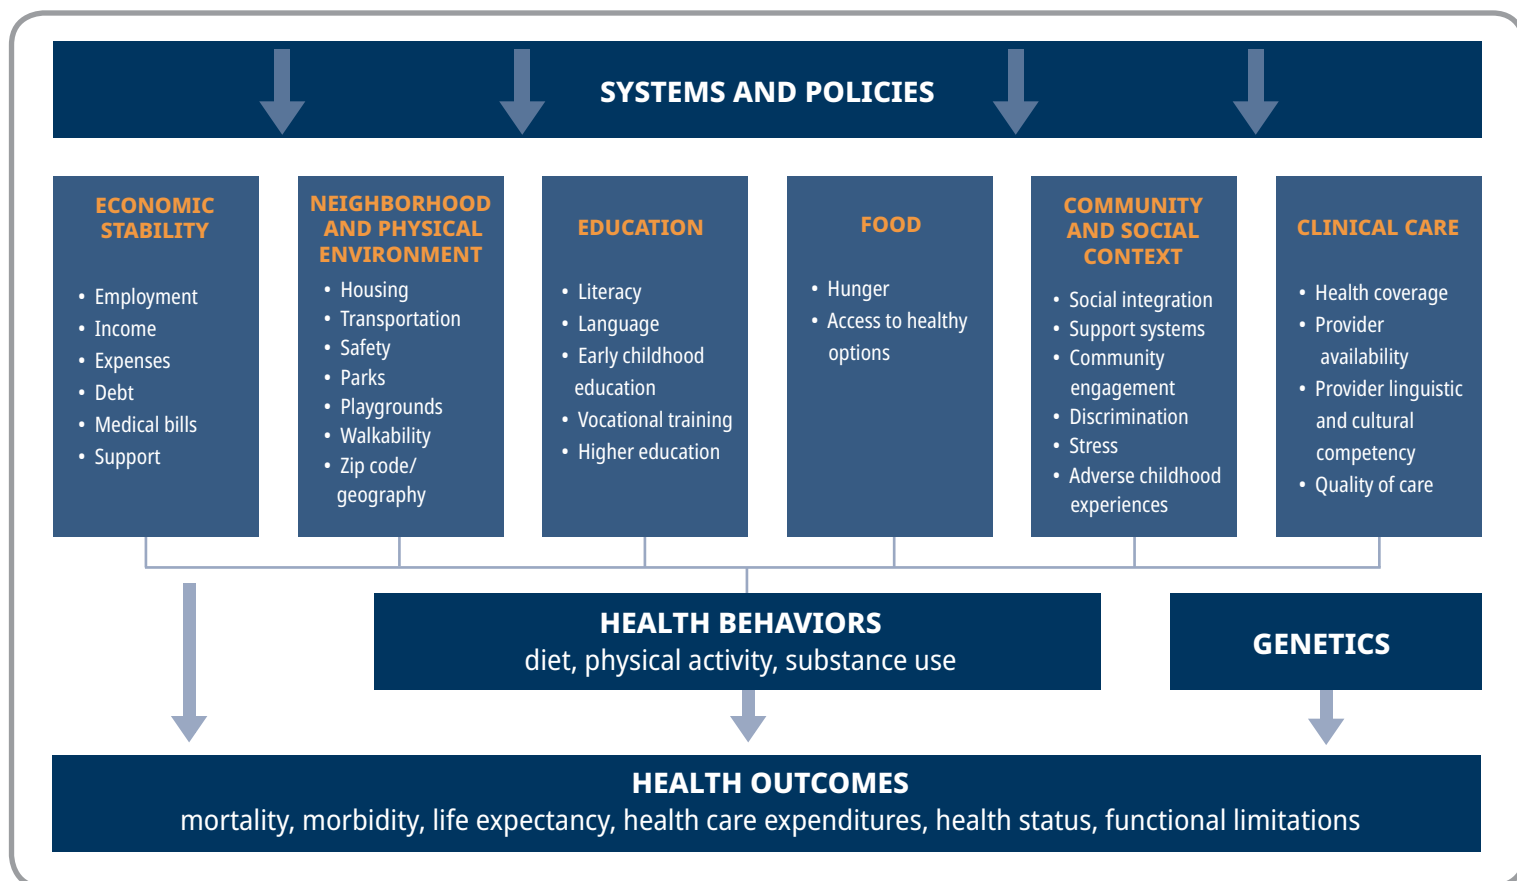 SYSTEMS AND POLICIES
ECONOMIC
STABILITY
• Employment
• Income
• Expenses
• Debt
• Medical bills
• Support
NEIGHBORHOOD
AND PHYSICAL
ENVIRONMENT
• Housing
• Transportation
• Safety
• Parks
• Playgrounds
• Walkability
• Zip code/
geography
EDUCATION
• Literacy
• Language
• Early childhood
education
• Vocational training
• Higher education
FOOD
• Hunger
• Access to healthy
options
COMMUNITY
AND SOCIAL
CONTEXT
• Social integration
• Support systems
• Community
engagement
• Discrimination
• Stress
• Adverse childhood
experiences
CLINICAL CARE
• Health coverage
• Provider
availability
• Provider linguistic
and cultural
competency
• Quality of care
HEALTH BEHAVIORS
diet, physical activity, substance use
GENETICS
HEALTH OUTCOMES
mortality, morbidity, life expectancy, health care expenditures, health status, functional limitations